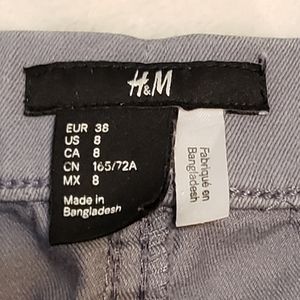 H&M
EUR 38
US 8
CA 8
CN 165/72A
MX 8
Made in
Bangladesh
Fabriqué en
Bangladesh